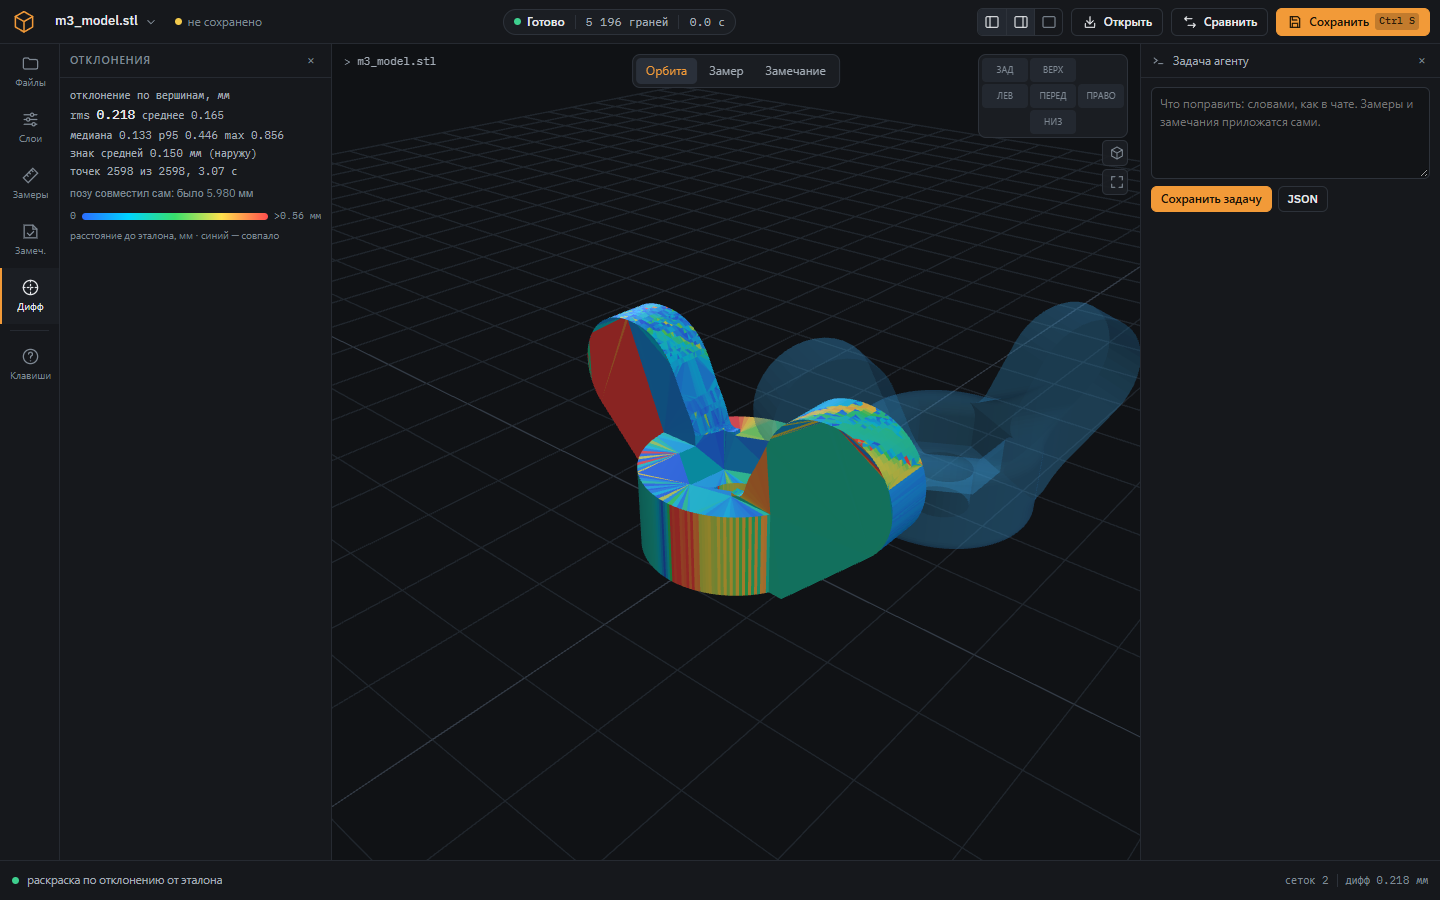 m3_model.stl
не сохранено
Готово
5 196 граней
0.0 с
Открыть
Сравнить
Сохранить
Ctrl S
Файлы
Слои
Замеры
Замеч.
Дифф
Клавиши
ОТКЛОНЕНИЯ
×
отклонение по вершинам, мм
rms 0.218 среднее 0.165
медиана 0.133 p95 0.446 max 0.856
знак средней 0.150 мм (наружу)
точек 2598 из 2598, 3.07 с
позу совместил сам: было 5.980 мм
0
>0.56 мм
расстояние до эталона, мм · синий — совпало
> m3_model.stl
Орбита
Замер
Замечание
ЗАД
ВЕРХ
ЛЕВ
ПЕРЕД
ПРАВО
НИЗ
Задача агенту
×
Что поправить: словами, как в чате. Замеры и
замечания приложатся сами.
Сохранить задачу
JSON
раскраска по отклонению от эталона
сеток 2
дифф 0.218 мм